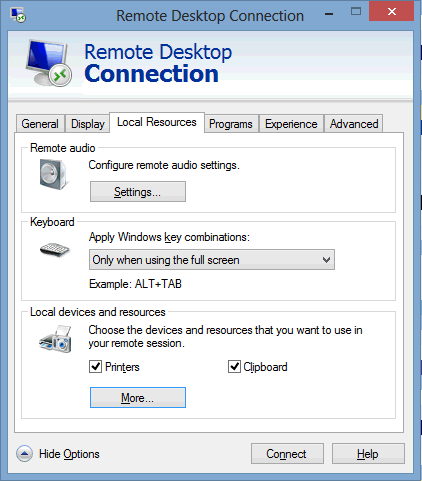 Remote Desktop Connection
Remote Desktop
Connection
General Display Local Resources Programs Experience Advanced
Remote audio
Configure remote audio settings.
Settings...
Keyboard
Apply Windows key combinations:
Only when using the full screen
Example: ALT+TAB
Local devices and resources
Choose the devices and resources that you want to use in
your remote session.
Printers Clipboard
More...
Hide Options Connect Help